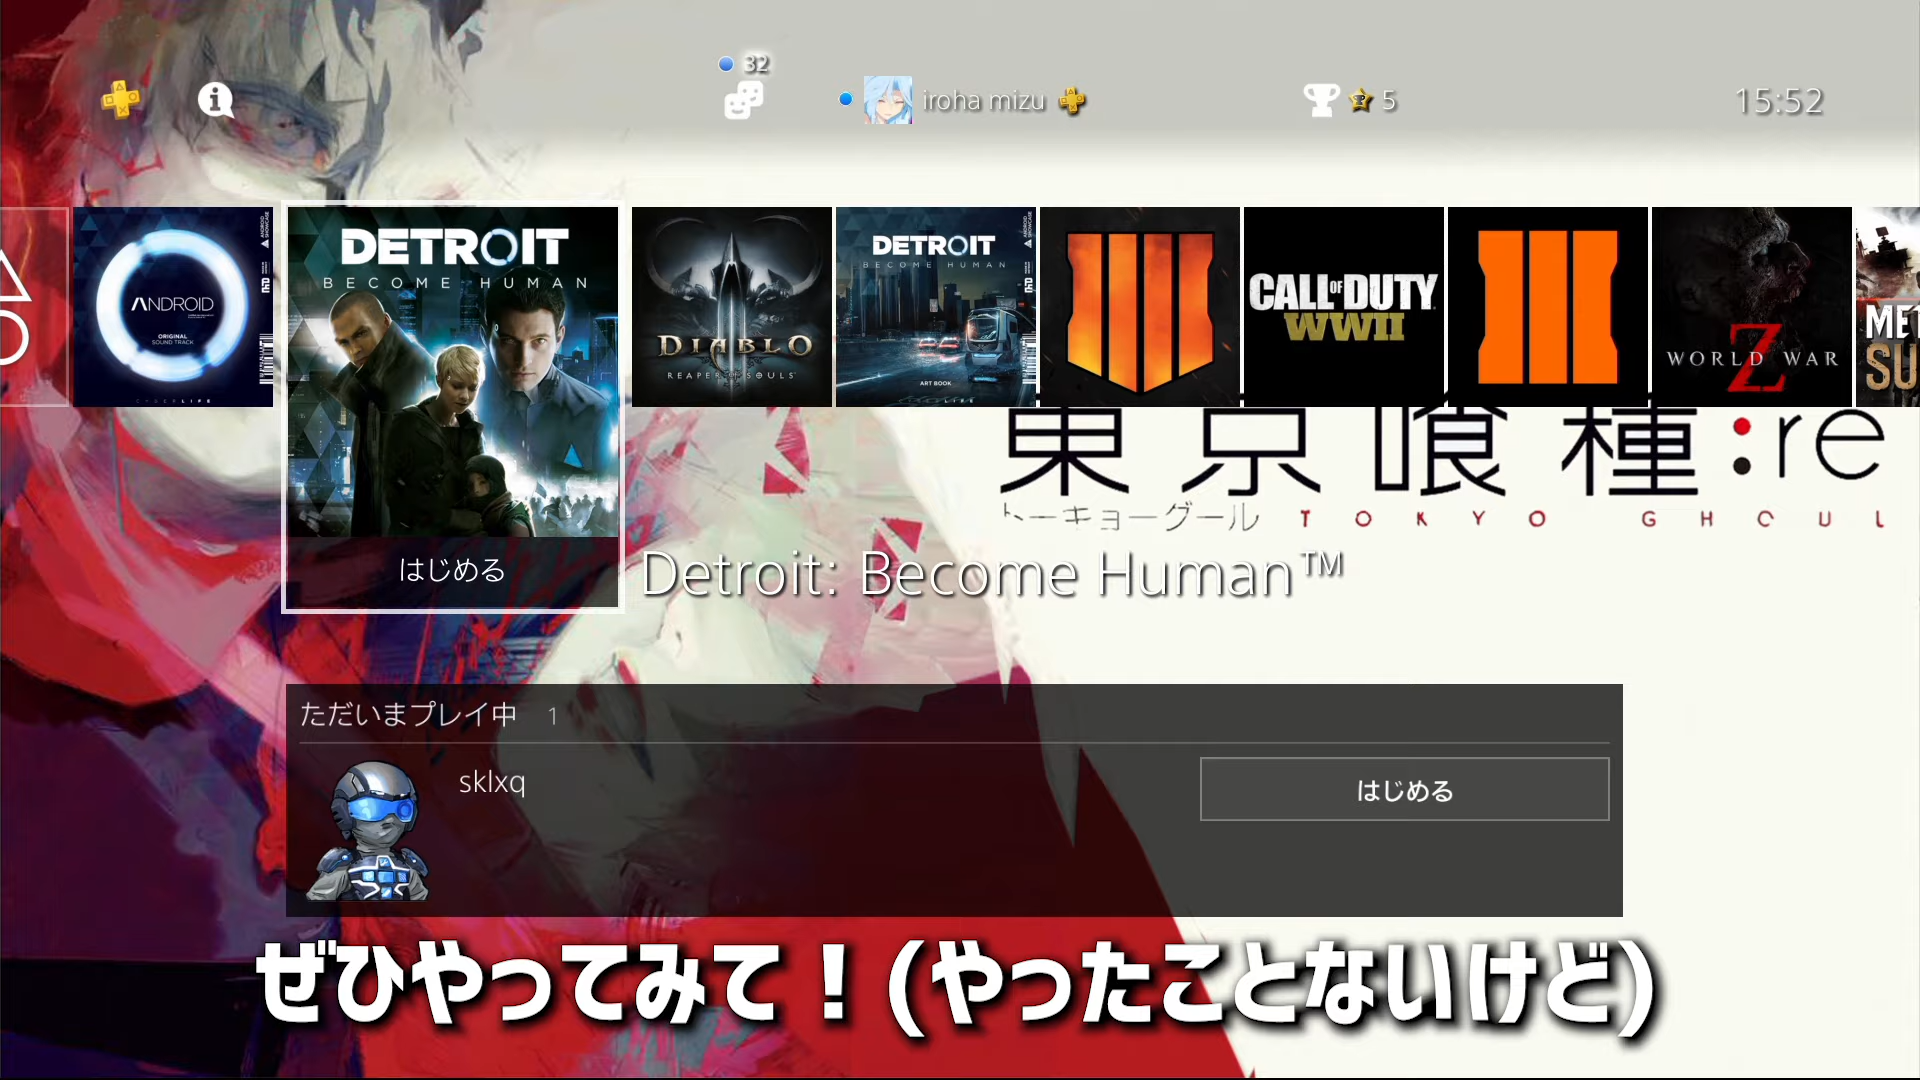 32
iroha mizu
5
15:52
ANDROID
ORIGINAL
SOUND TRACK
CYBERLIFE
DETROIT
BECOME HUMAN
はじめる
DIABLO
REAPER OF SOULS
DETROIT
BECOME HUMAN
ART BOOK
CALL OF DUTY
WWII
III
WORLD WAR Z
MET
SU
東京喰種:re
トーキョーグール TOKYO GHOUL
Detroit: Become Human™
ただいまプレイ中 1
sklxq
はじめる
ぜひやってみて！(やったことないけど)